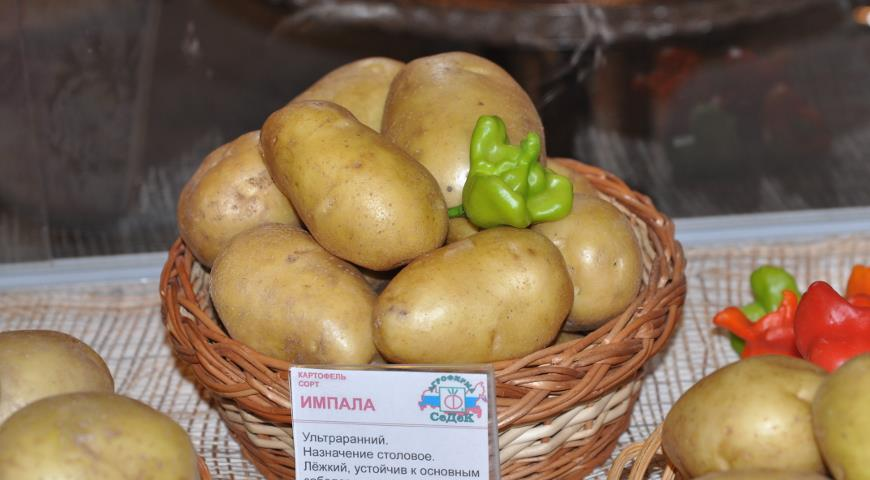 КАРТОФЕЛЬ
СОРТ
ИМПАЛА
АГРОФИРМА
СеДеК
Ультраранний.
Назначение столовое.
Лёжкий, устойчив к основным